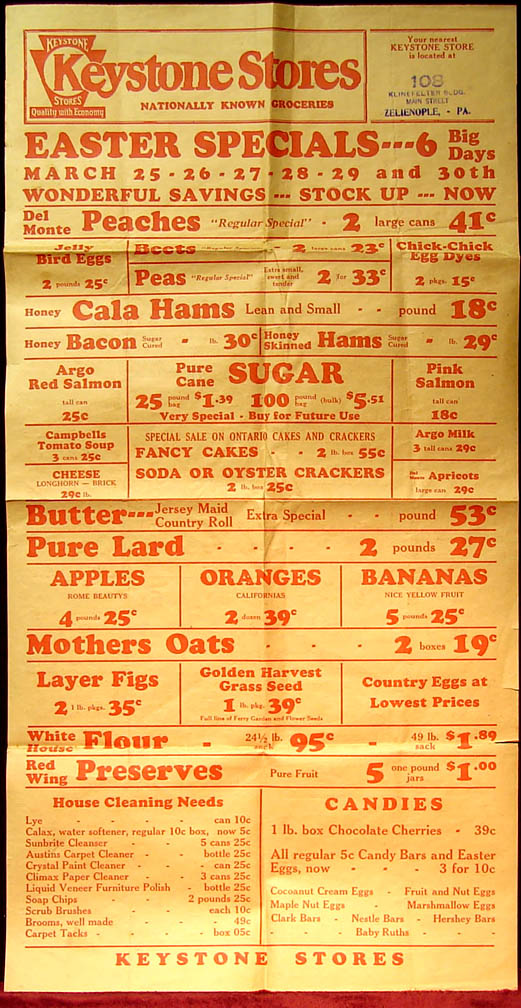 KEYSTONE
Keystone Stores
STORES
Quality with Economy
NATIONALLY KNOWN GROCERIES
Your nearest
KEYSTONE STORE
is located at
108
KLINEFELTER BLDG.
MAIN STREET
ZELIENOPLE, - PA.
EASTER SPECIALS---6 Big Days
MARCH 25-26-27-28-29 and 30th
WONDERFUL SAVINGS --- STOCK UP --- NOW
Del Monte Peaches "Regular Special" - 2 large cans 41c
Jelly
Bird Eggs
2 pounds 25c
Beets "Regular Special" - 2 large cans 23c
Peas "Regular Special" Extra small, sweet and tender 2 for 33c
Chick-Chick
Egg Dyes
2 pkgs. 15c
Honey Cala Hams Lean and Small - - pound 18c
Honey Bacon Sugar Cured - lb. 30c
Honey Skinned Hams Sugar Cured - lb. 29c
Argo
Red Salmon
tall can
25c
Pure Cane SUGAR
25 pound bag $1.39 100 pound bag (bulk) $5.51
Very Special - Buy for Future Use
Pink
Salmon
tall can
18c
Campbells
Tomato Soup
3 cans 25c
CHEESE
LONGHORN — BRICK
29c lb.
SPECIAL SALE ON ONTARIO CAKES AND CRACKERS
FANCY CAKES - - 2 lb. box 55c
SODA OR OYSTER CRACKERS
2 lb. box 25c
Argo Milk
3 tall cans 29c
Del Monte Apricots
large can 29c
Butter---Jersey Maid Country Roll Extra Special - - pound 53c
Pure Lard - - - - 2 pounds 27c
APPLES
ROME BEAUTYS
4 pounds 25c
ORANGES
CALIFORNIAS
2 dozen 39c
BANANAS
NICE YELLOW FRUIT
5 pounds 25c
Mothers Oats - - - 2 boxes 19c
Layer Figs
2 1 lb. pkgs. 35c
Golden Harvest
Grass Seed
1 lb. pkg. 39c
Full line of Ferry Garden and Flower Seeds
Country Eggs at
Lowest Prices
White House Flour - 24½ lb. sack 95c - 49 lb. sack $1.89
Red Wing Preserves Pure Fruit 5 one pound jars $1.00
House Cleaning Needs
Lye - - - - can 10c
Calax, water softener, regular 10c box, now 5c
Sunbrite Cleanser - - 5 cans 25c
Austins Carpet Cleaner - - bottle 25c
Crystal Paint Cleaner - - can 25c
Climax Paper Cleaner - - 3 cans 25c
Liquid Veneer Furniture Polish - bottle 25c
Soap Chips - - - 2 pounds 25c
Scrub Brushes - - - each 10c
Brooms, well made - - - 49c
Carpet Tacks - - - - box 05c
CANDIES
1 lb. box Chocolate Cherries - 39c
All regular 5c Candy Bars and Easter
Eggs, now - - - 3 for 10c
Cocoanut Cream Eggs - Fruit and Nut Eggs
Maple Nut Eggs - Marshmallow Eggs
Clark Bars - Nestle Bars - Hershey Bars
- - - Baby Ruths - - -
KEYSTONE STORES